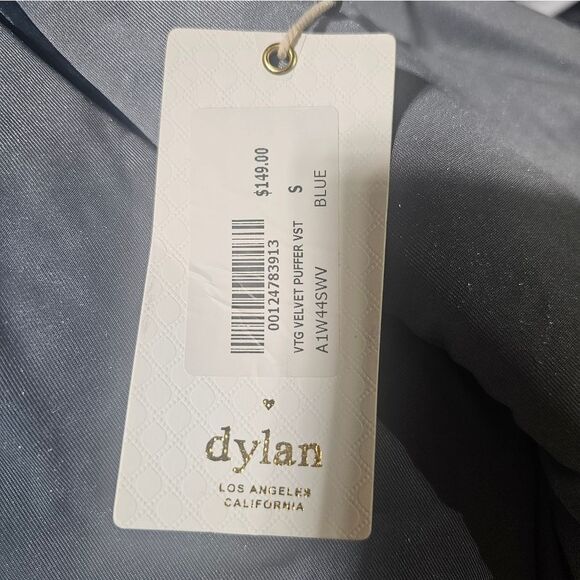 $149.00
00124783913
VTG VELVET PUFFER VST S
A1W44SWV BLUE
dylan
LOS ANGELES
CALIFORNIA